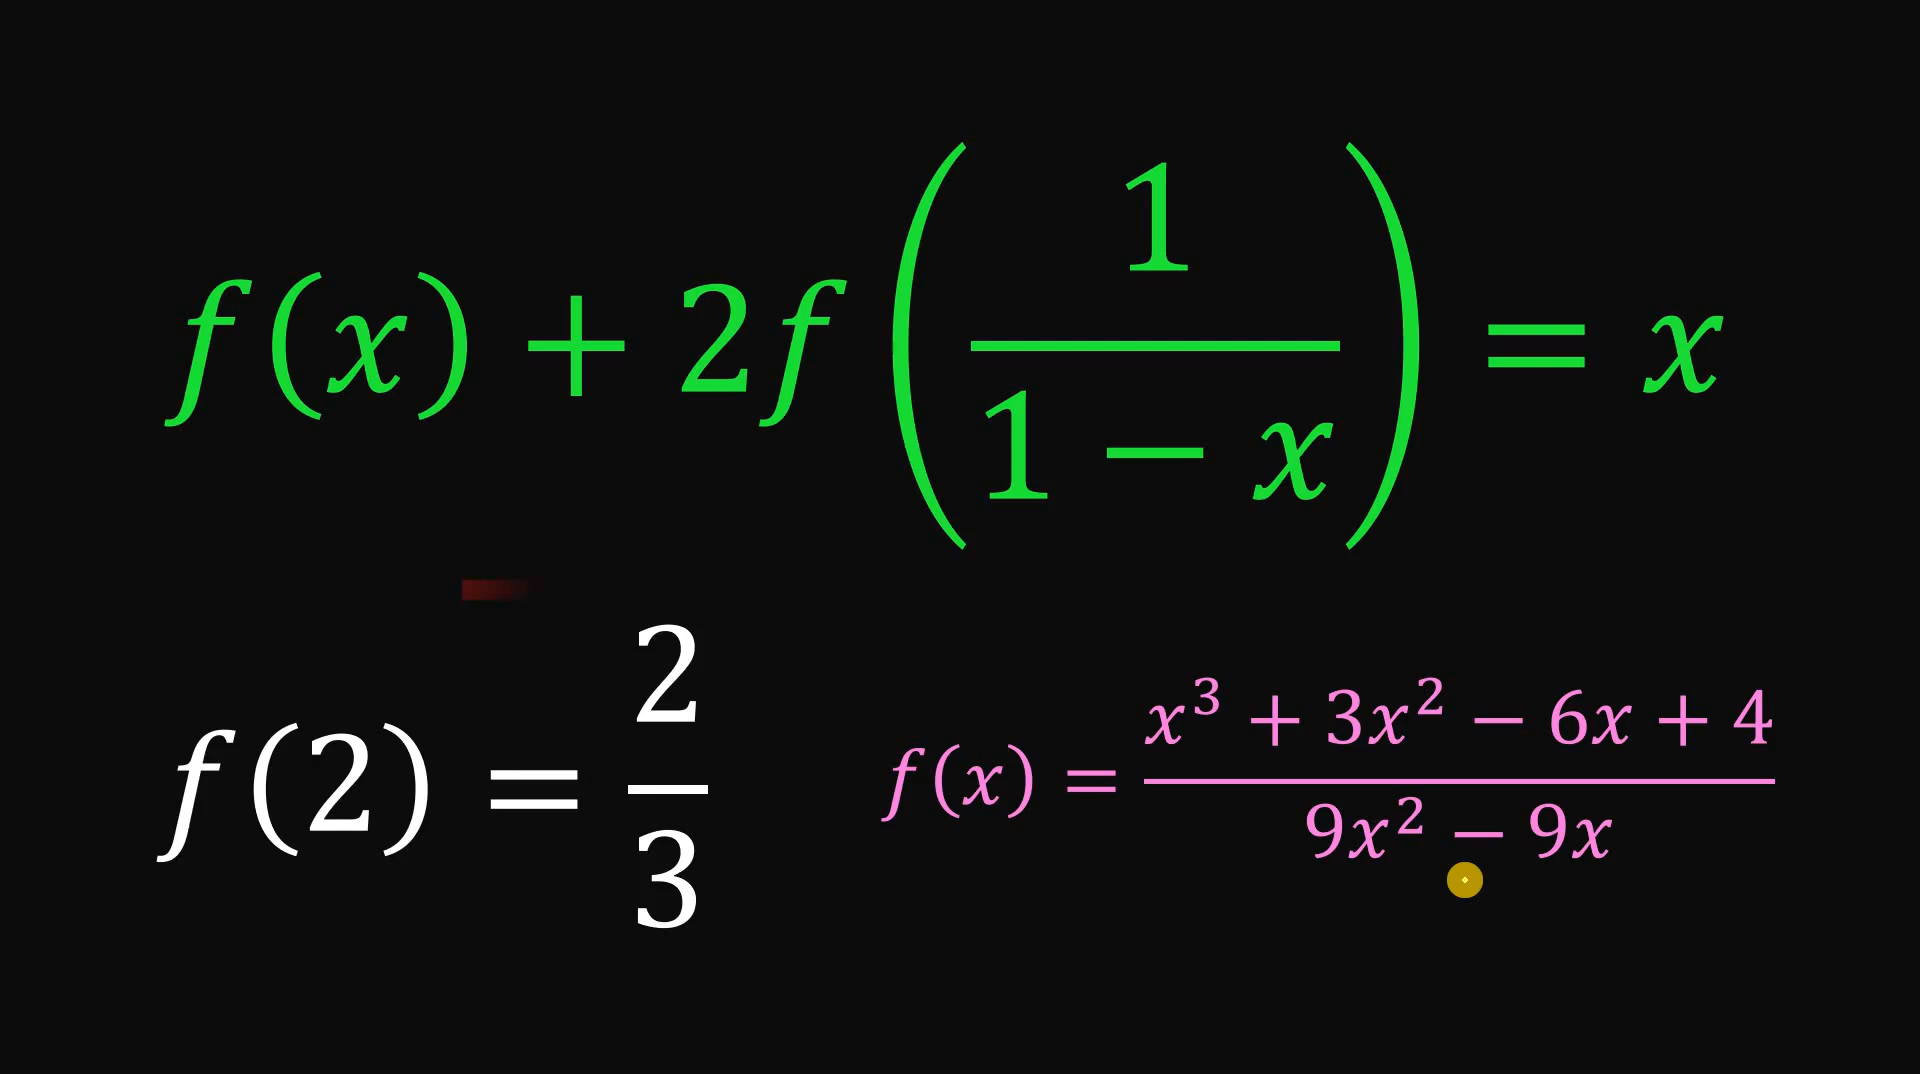 f(x) + 2f(1/(1 − x)) = x
f(2) = 2/3
f(x) = (x³ + 3x² − 6x + 4)/(9x² − 9x)